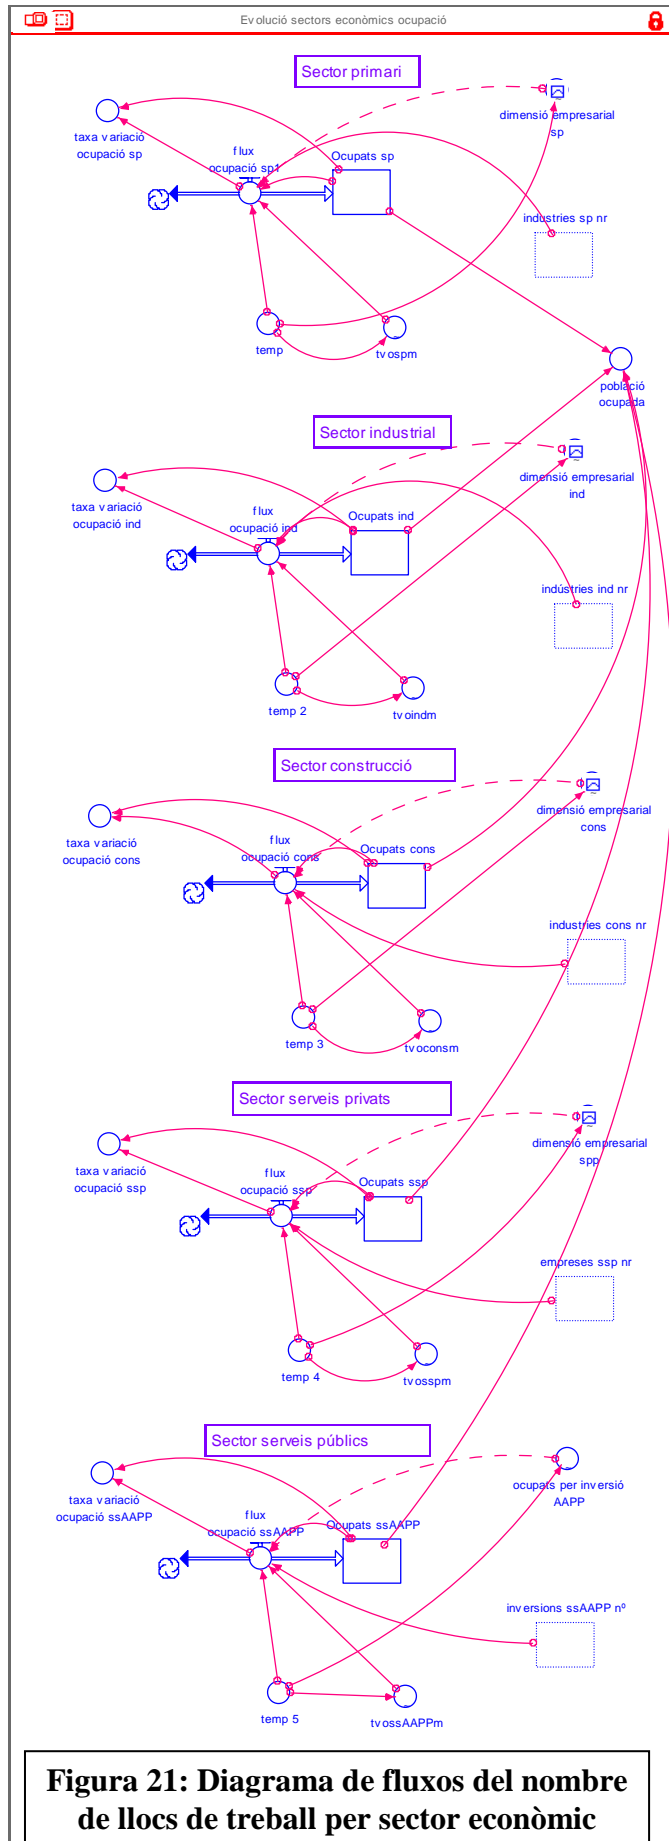 Evolució sectors econòmics ocupació
Sector primari
taxa variació
ocupació sp
flux
ocupació sp1
Ocupats sp
dimensió empresarial
sp
industries sp nr
temp
tvospm
població
ocupada
Sector industrial
taxa variació
ocupació ind
flux
ocupació ind
Ocupats ind
dimensió empresarial
ind
indústries ind nr
temp 2
tvoindm
Sector construcció
taxa variació
ocupació cons
flux
ocupació cons
Ocupats cons
dimensió empresarial
cons
industries cons nr
temp 3
tvoconsm
Sector serveis privats
taxa variació
ocupació ssp
flux
ocupació ssp
Ocupats ssp
dimensió empresarial
spp
empreses ssp nr
temp 4
tvosspm
Sector serveis públics
taxa variació
ocupació ssAAPP
flux
ocupació ssAAPP
Ocupats ssAAPP
ocupats per inversió
AAPP
inversions ssAAPP nº
temp 5
tvossAAPPm
Figura 21: Diagrama de fluxos del nombre
de llocs de treball per sector econòmic